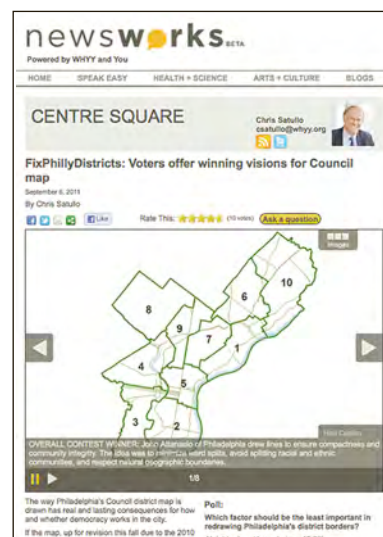 newsworks BETA
Powered by WHYY and You
HOME SPEAK EASY HEALTH + SCIENCE ARTS + CULTURE BLOGS
CENTRE SQUARE
Chris Satullo
csatullo@whyy.org
FixPhillyDistricts: Voters offer winning visions for Council
map
September 6, 2011
By Chris Satullo
Like
Rate This: (10 votes) Ask a question
Images
10
8
6
9
7
1
4
5
3
2
OVERALL CONTEST WINNER: John Attanasio of Philadelphia drew lines to ensure compactness and
community integrity. The idea was to minimize ward splits, avoid splitting racial and ethnic
communities, and respect natural geographic boundaries.
1/8
The way Philadelphia's Council district map is
drawn has real and lasting consequences for how
and whether democracy works in the city.
If the map, up for revision this fall due to the 2010
Poll:
Which factor should be the least important in
redrawing Philadelphia's district borders?